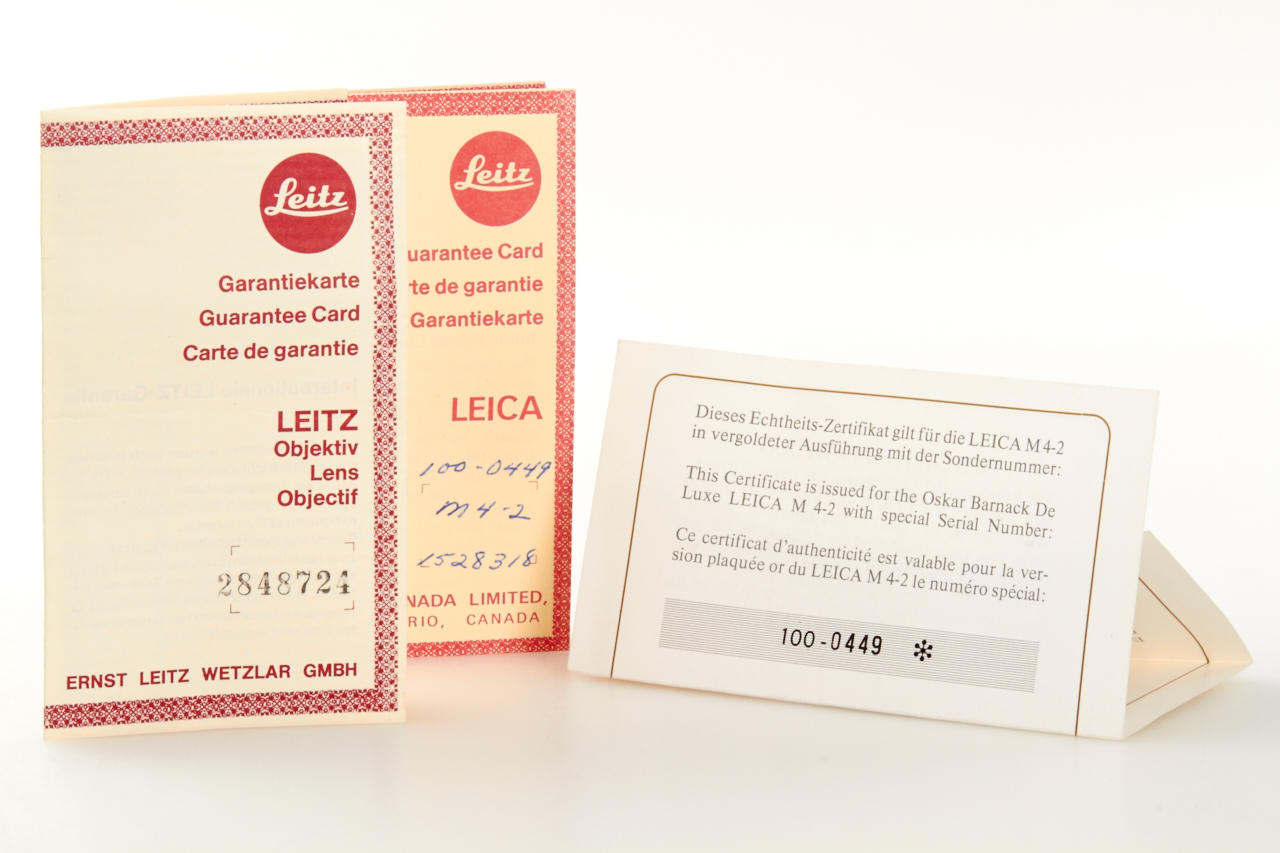 Leitz
Garantiekarte
Guarantee Card
Carte de garantie
LEITZ
Objektiv
Lens
Objectif
2848724
ERNST LEITZ WETZLAR GMBH
Leitz
uarantee Card
rte de garantie
Garantiekarte
LEICA
100-0449
M4-2
1528318
NADA LIMITED,
RIO, CANADA
Dieses Echtheits-Zertifikat gilt für die LEICA M 4-2
in vergoldeter Ausführung mit der Sondernummer:
This Certificate is issued for the Oskar Barnack De
Luxe LEICA M 4-2 with special Serial Number:
Ce certificat d'authenticité est valable pour la ver-
sion plaquée or du LEICA M 4-2 le numéro spécial:
100-0449 *